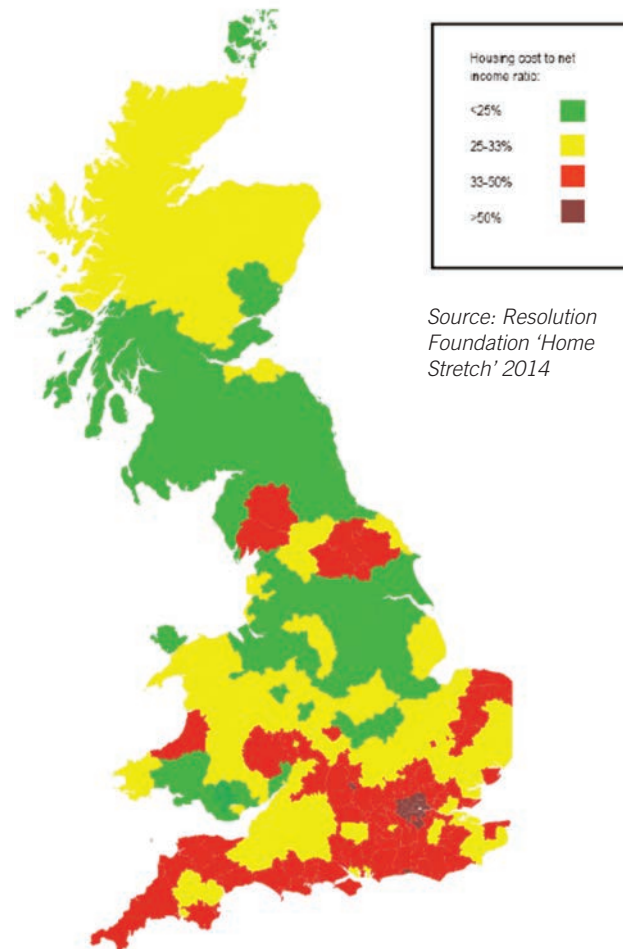 Housing cost to net
income ratio:
<25%
25-33%
33-50%
>50%
Source: Resolution
Foundation ‘Home
Stretch’ 2014